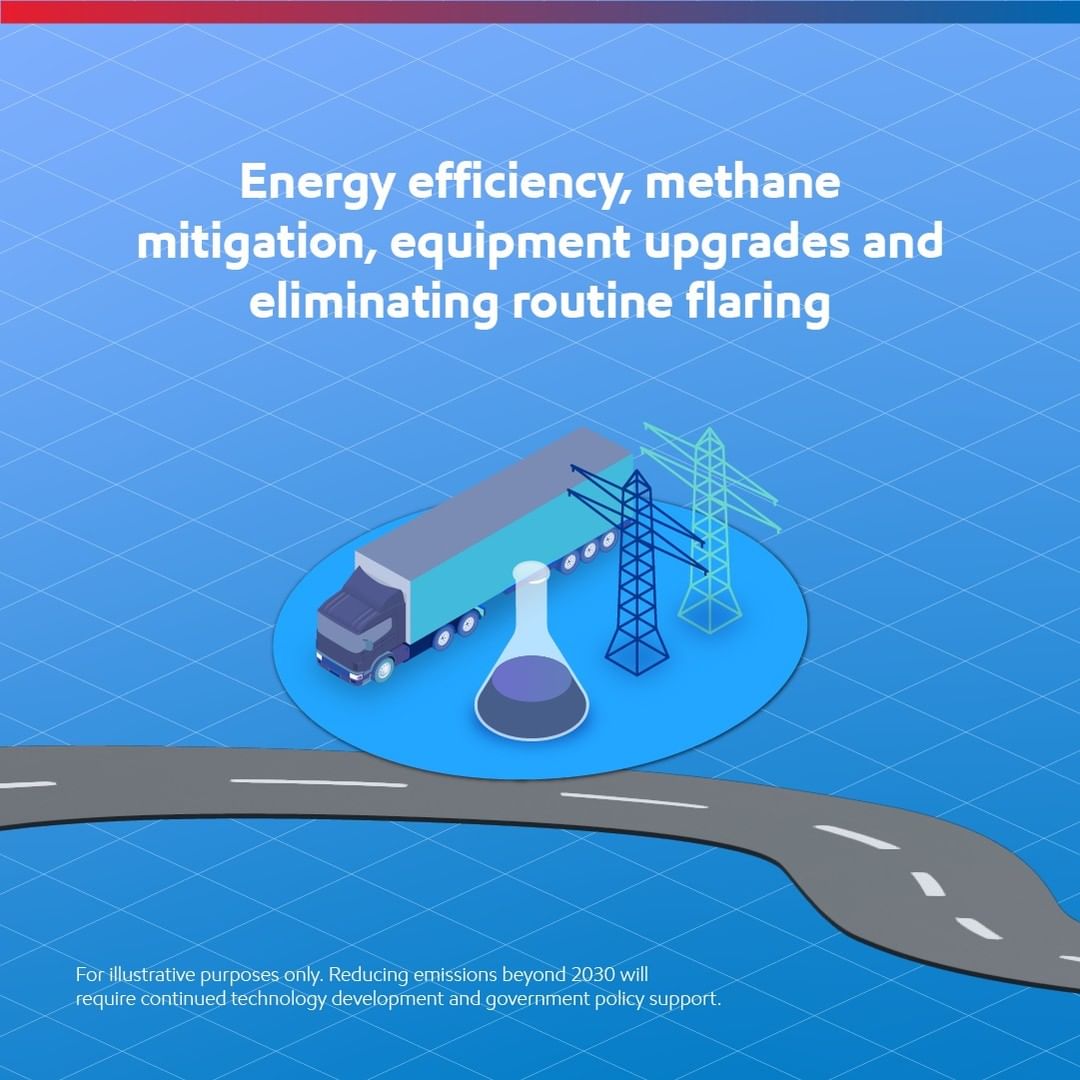 Energy efficiency, methane
mitigation, equipment upgrades and
eliminating routine flaring
For illustrative purposes only. Reducing emissions beyond 2030 will
require continued technology development and government policy support.